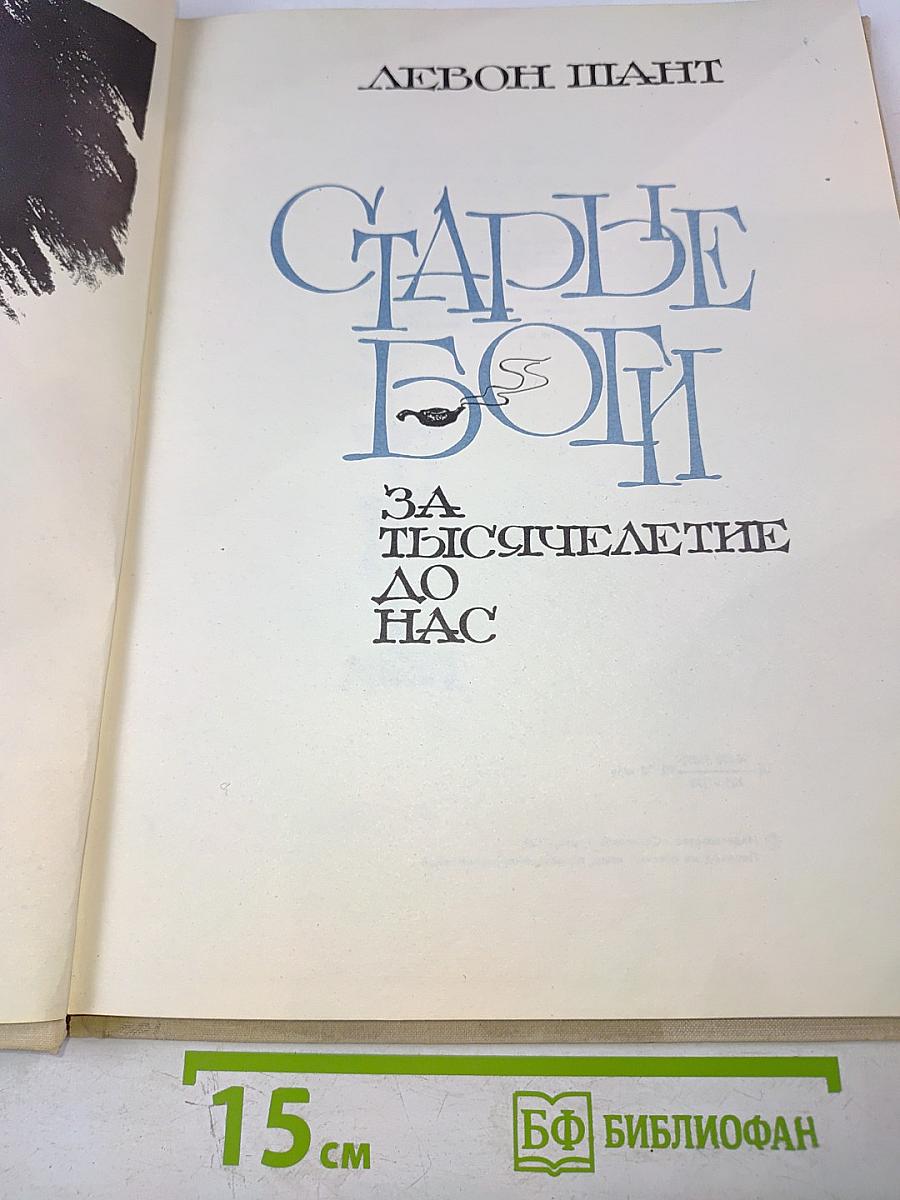 ЛЕВОН ШАНТ
СТАРЫЕ
БОГИ
ЗА
ТЫСЯЧЕЛЕТИЕ
ДО
НАС
15 см
БФ БИБЛИОФАН